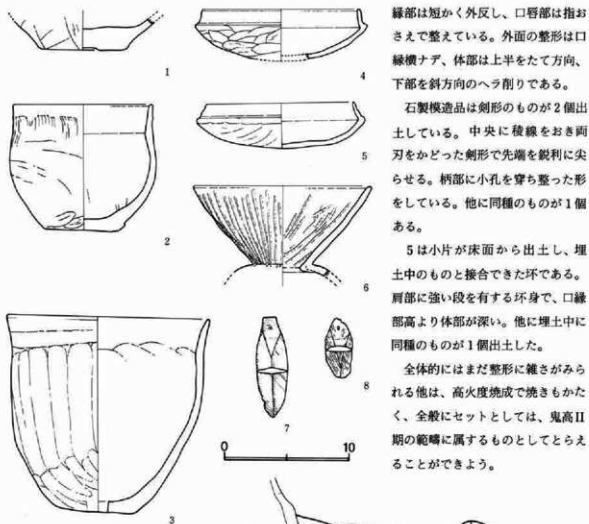 縁部は短かく外反し、口唇部は指お
さえで整えている。外面の整形は口
縁横ナデ、体部は上半をたて方向、
下部を斜方向のヘラ削りである。
石製模造品は剣形のものが2個出
土している。中央に稜線をおき両
刃をかどった剣形で先端を鋭利に尖
らせる。柄部に小孔を穿ち整った形
をしている。他に同種のものが1個
ある。
5は小片が床面から出土し、埋
土中のものと接合できた坏である。
肩部に強い段を有する坏身で、口縁
部高より体部が深い。他に埋土中に
同種のものが1個出土した。
全体的にはまだ整形に雑さがみら
れる他は、高火度焼成で焼きもかた
く、全般にセットとしては、鬼高II
期の範疇に属するものとしてとらえ
ることができよう。
1
4
5
2
6
7
8
0 10
3